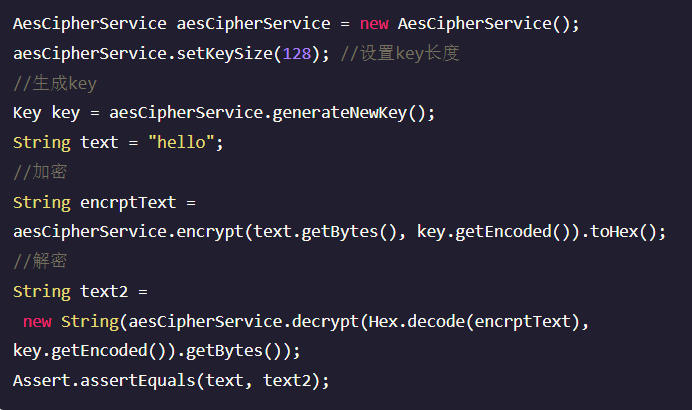 AesCipherService aesCipherService = new AesCipherService();
aesCipherService.setKeySize(128); //设置key长度
//生成key
Key key = aesCipherService.generateNewKey();
String text = "hello";
//加密
String encrptText =
aesCipherService.encrypt(text.getBytes(), key.getEncoded()).toHex();
//解密
String text2 =
 new String(aesCipherService.decrypt(Hex.decode(encrptText),
key.getEncoded()).getBytes());
Assert.assertEquals(text, text2);